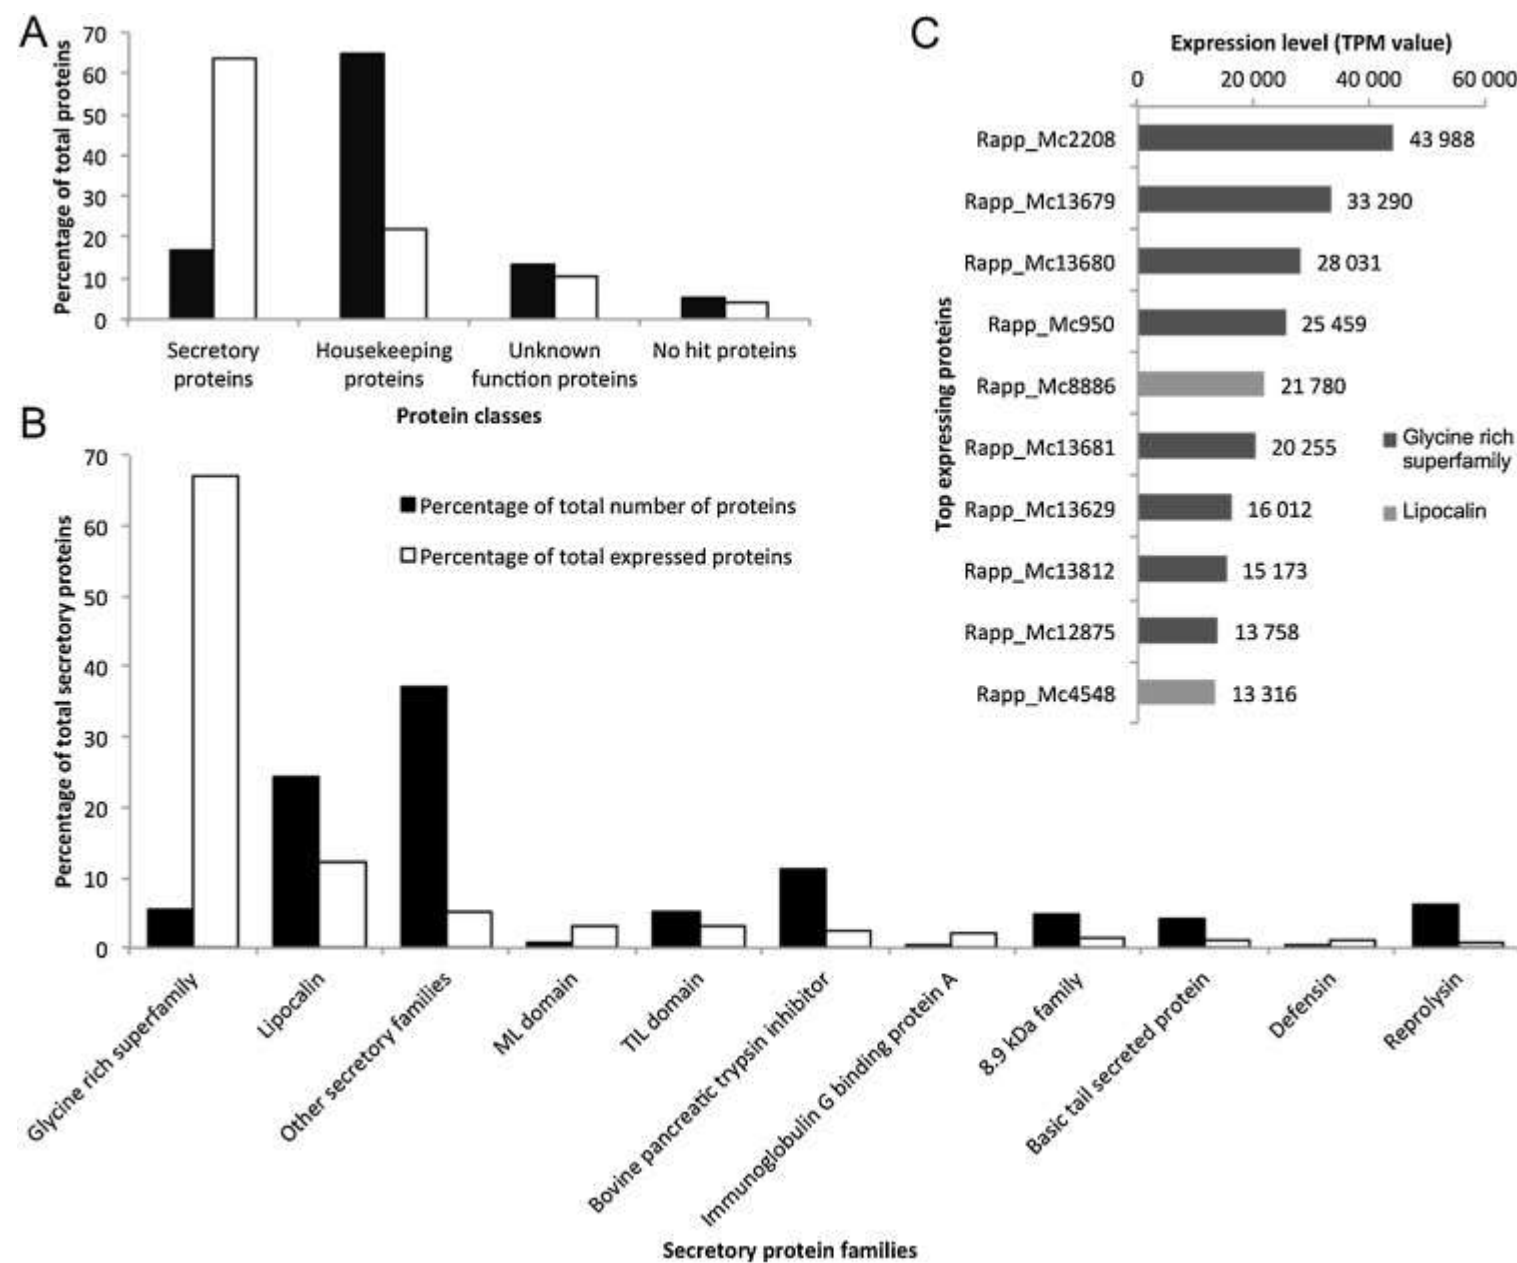 A
Percentage of total proteins
70
60
50
40
30
20
10
0
Secretory
proteins
Housekeeping
proteins
Unknown
function proteins
No hit proteins
Protein classes
B
Percentage of total secretory proteins
70
60
50
40
30
20
10
0
Percentage of total number of proteins
Percentage of total expressed proteins
Glycine rich superfamily
Lipocalin
Other secretory families
ML domain
TIL domain
Bovine pancreatic trypsin inhibitor
Immunoglobulin G binding protein A
8.9 kDa family
Basic tail secreted protein
Defensin
Reprolysin
Secretory protein families
C
Expression level (TPM value)
0 20 000 40 000 60 000
Top expressing proteins
Rapp_Mc2208 43 988
Rapp_Mc13679 33 290
Rapp_Mc13680 28 031
Rapp_Mc950 25 459
Rapp_Mc8886 21 780
Rapp_Mc13681 20 255
Rapp_Mc13629 16 012
Rapp_Mc13812 15 173
Rapp_Mc12875 13 758
Rapp_Mc4548 13 316
Glycine rich
superfamily
Lipocalin